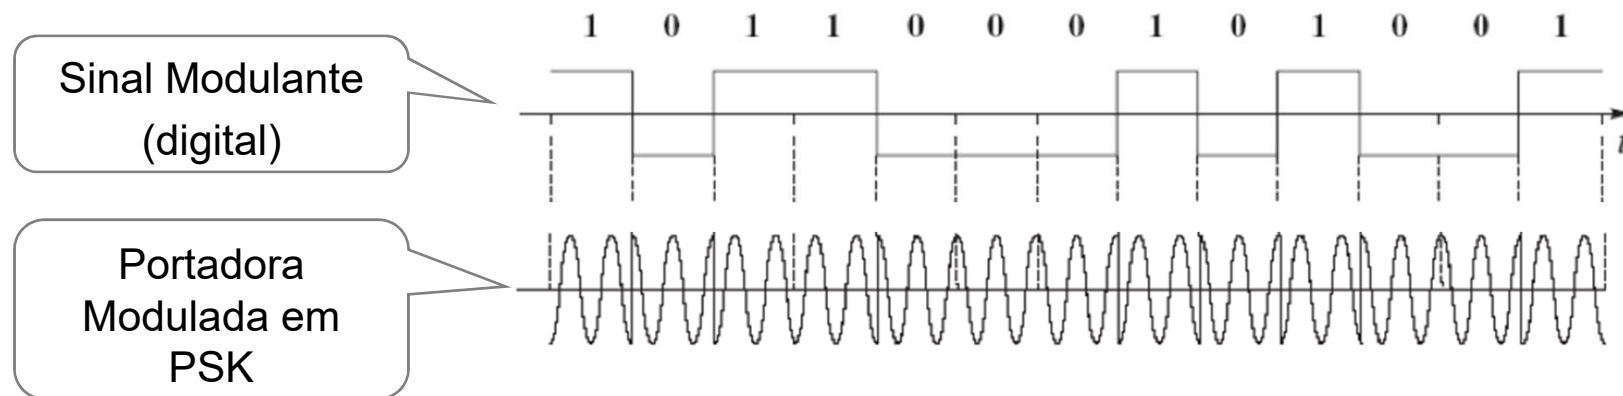 1 0 1 1 0 0 0 1 0 1 0 0 1
Sinal Modulante
(digital)
t
Portadora
Modulada em
PSK